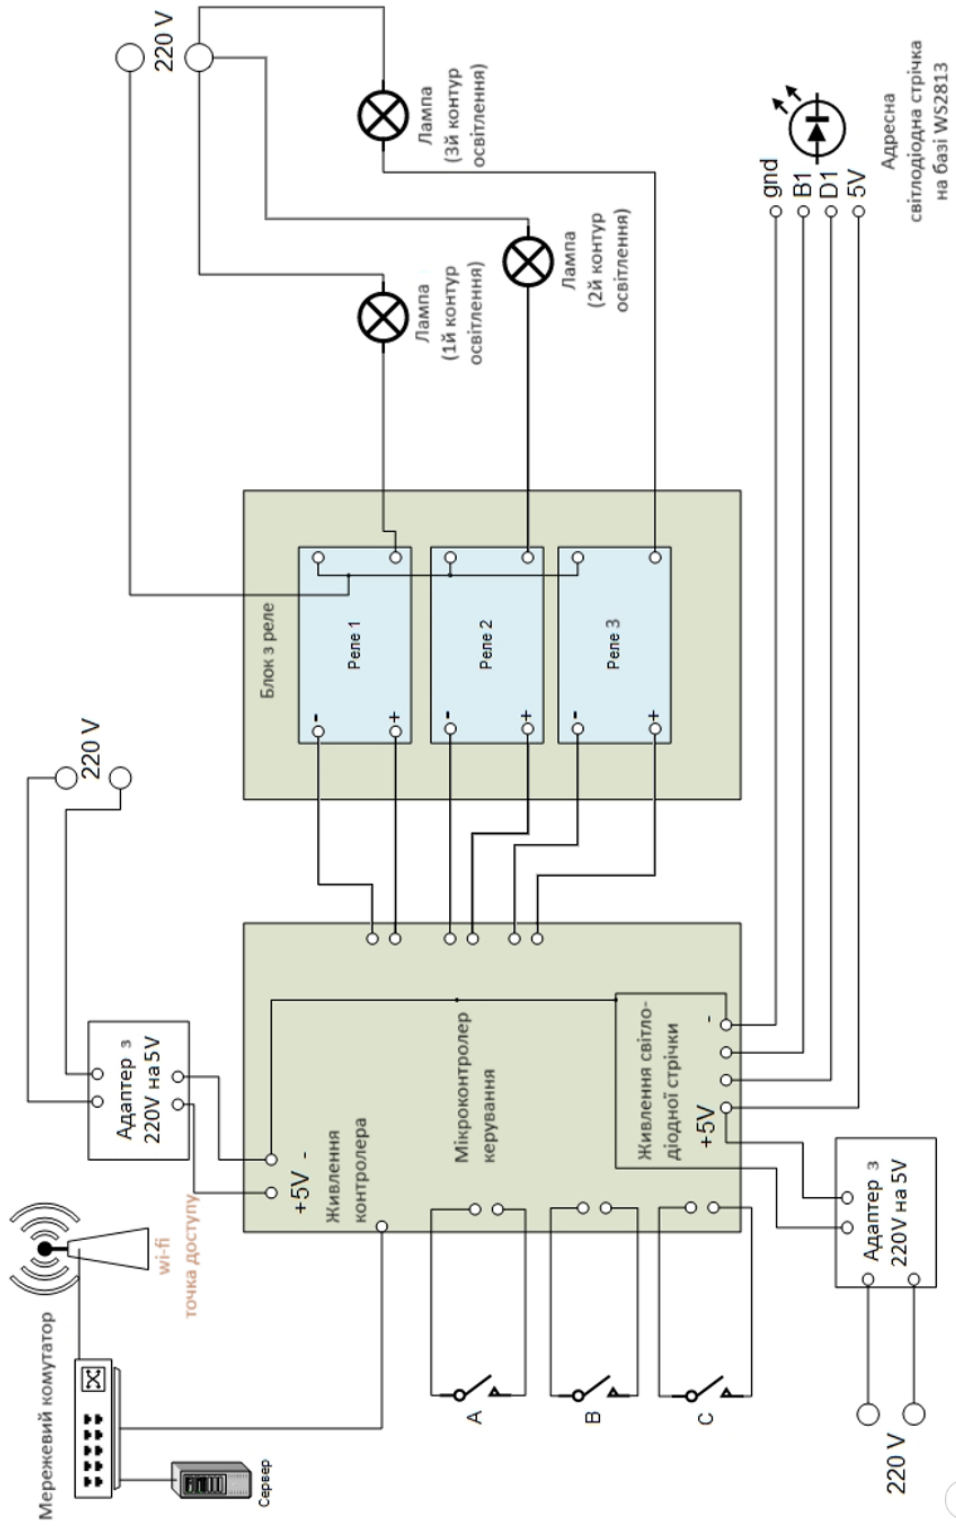 Мережевий комутатор
Сервер
wi-fi
точка доступу
Адаптер з
220V на 5V
220 V
+5V -
Живлення
контролера
Мікроконтролер
керування
Живлення світло-
діодної стрічки
+5V
-
A
B
C
Адаптер з
220V на 5V
220 V
Блок з реле
Реле 1
-
+
Реле 2
-
+
Реле 3
-
+
220 V
Лампа
(1й контур
освітлення)
Лампа
(2й контур
освітлення)
Лампа
(3й контур
освітлення)
gnd
B1
D1
5V
Адресна
світлодіодна стрічка
на базі WS2813